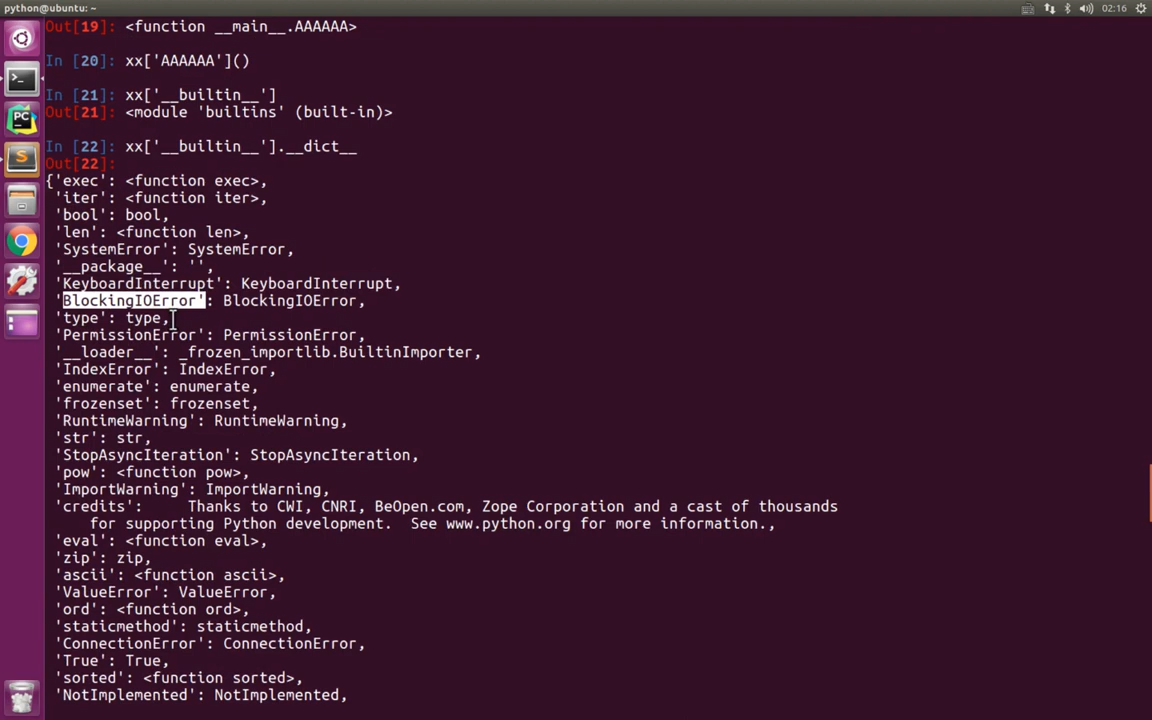 python@ubuntu: ~
02:16
Out[19]: <function __main__.AAAAAA>
In [20]: xx['AAAAAA']()
In [21]: xx['__builtin__']
Out[21]: <module 'builtins' (built-in)>
In [22]: xx['__builtin__'].__dict__
Out[22]:
{'exec': <function exec>,
'iter': <function iter>,
'bool': bool,
'len': <function len>,
'SystemError': SystemError,
'__package__': '',
'KeyboardInterrupt': KeyboardInterrupt,
'BlockingIOError': BlockingIOError,
'type': type,
'PermissionError': PermissionError,
'__loader__': _frozen_importlib.BuiltinImporter,
'IndexError': IndexError,
'enumerate': enumerate,
'frozenset': frozenset,
'RuntimeWarning': RuntimeWarning,
'str': str,
'StopAsyncIteration': StopAsyncIteration,
'pow': <function pow>,
'ImportWarning': ImportWarning,
'credits':     Thanks to CWI, CNRI, BeOpen.com, Zope Corporation and a cast of thousands
for supporting Python development.  See www.python.org for more information.,
'eval': <function eval>,
'zip': zip,
'ascii': <function ascii>,
'ValueError': ValueError,
'ord': <function ord>,
'staticmethod': staticmethod,
'ConnectionError': ConnectionError,
'True': True,
'sorted': <function sorted>,
'NotImplemented': NotImplemented,
PC
S